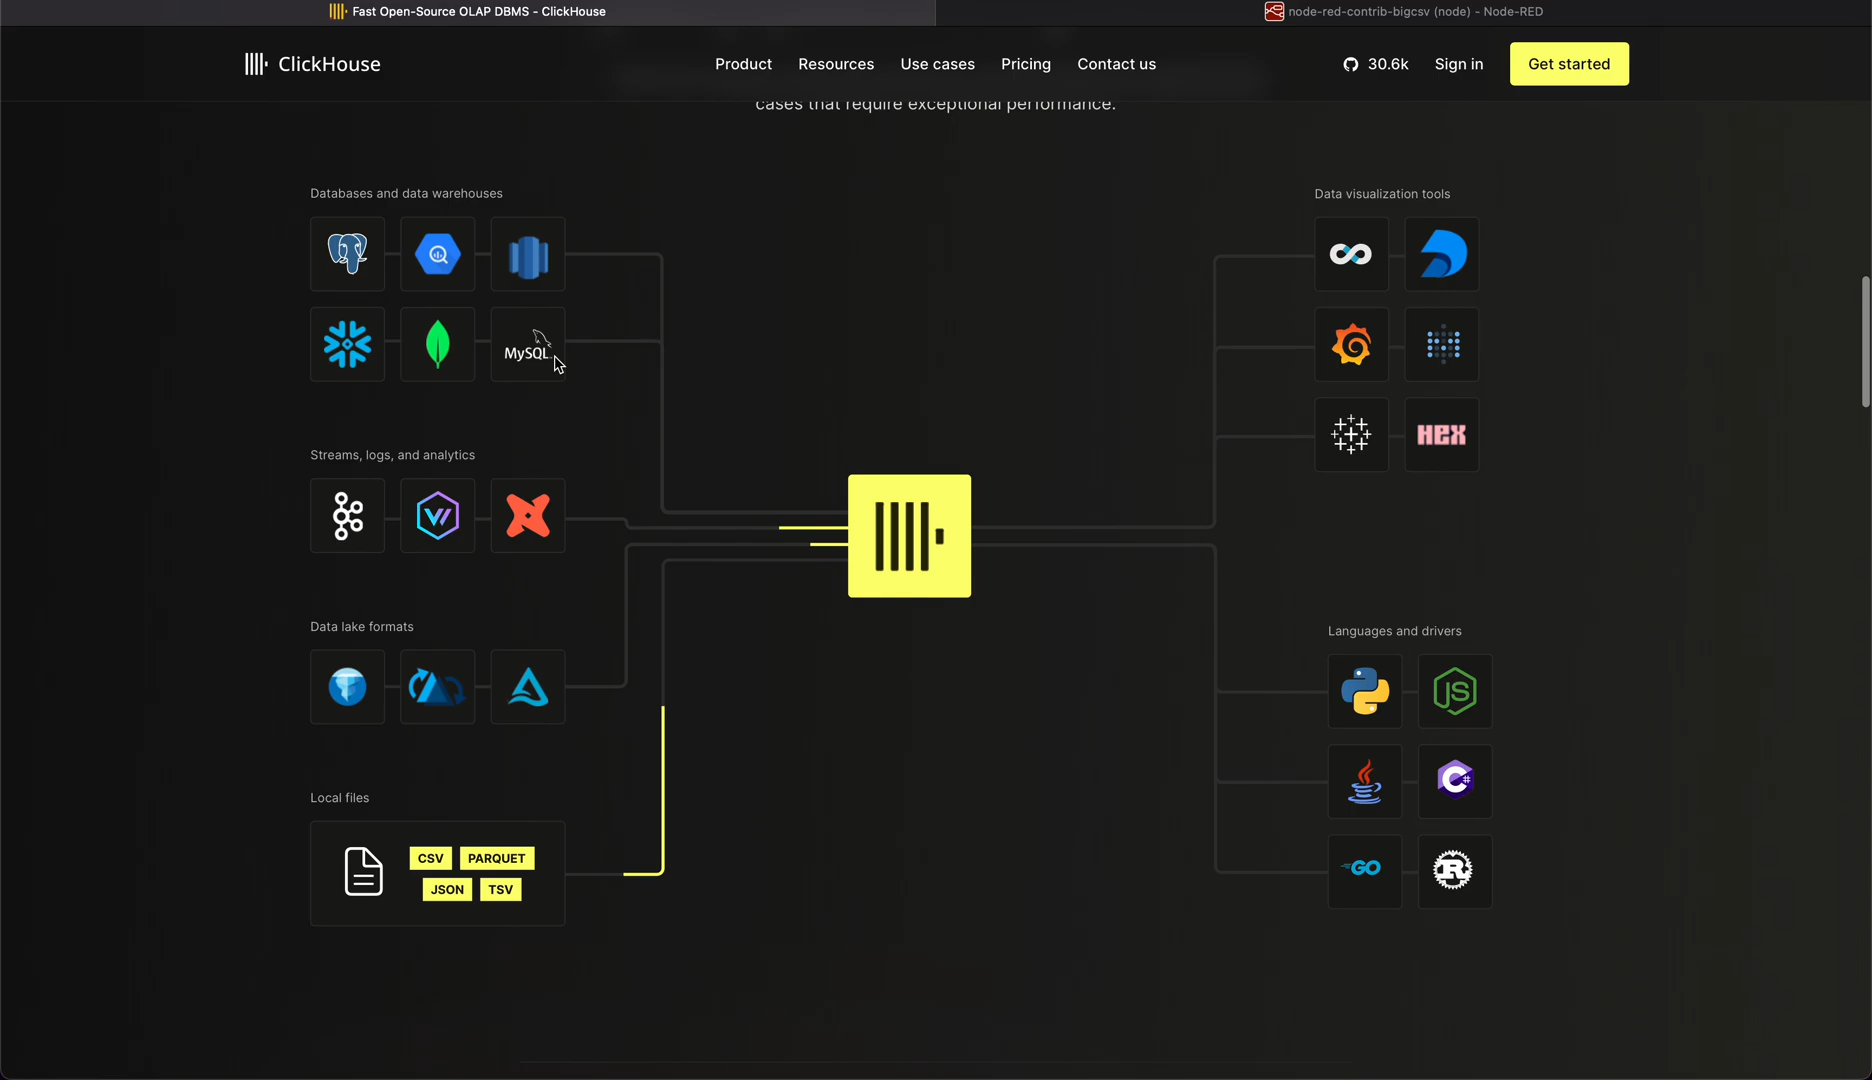 Fast Open-Source OLAP DBMS - ClickHouse
node-red-contrib-bigcsv (node) - Node-RED
ClickHouse
Product
Resources
Use cases
Pricing
Contact us
30.6k
Sign in
Get started
cases that require exceptional performance.
Databases and data warehouses
MySQL
Streams, logs, and analytics
Data lake formats
Local files
CSV
PARQUET
JSON
TSV
Data visualization tools
HEX
Languages and drivers
JS
C#
GO
R